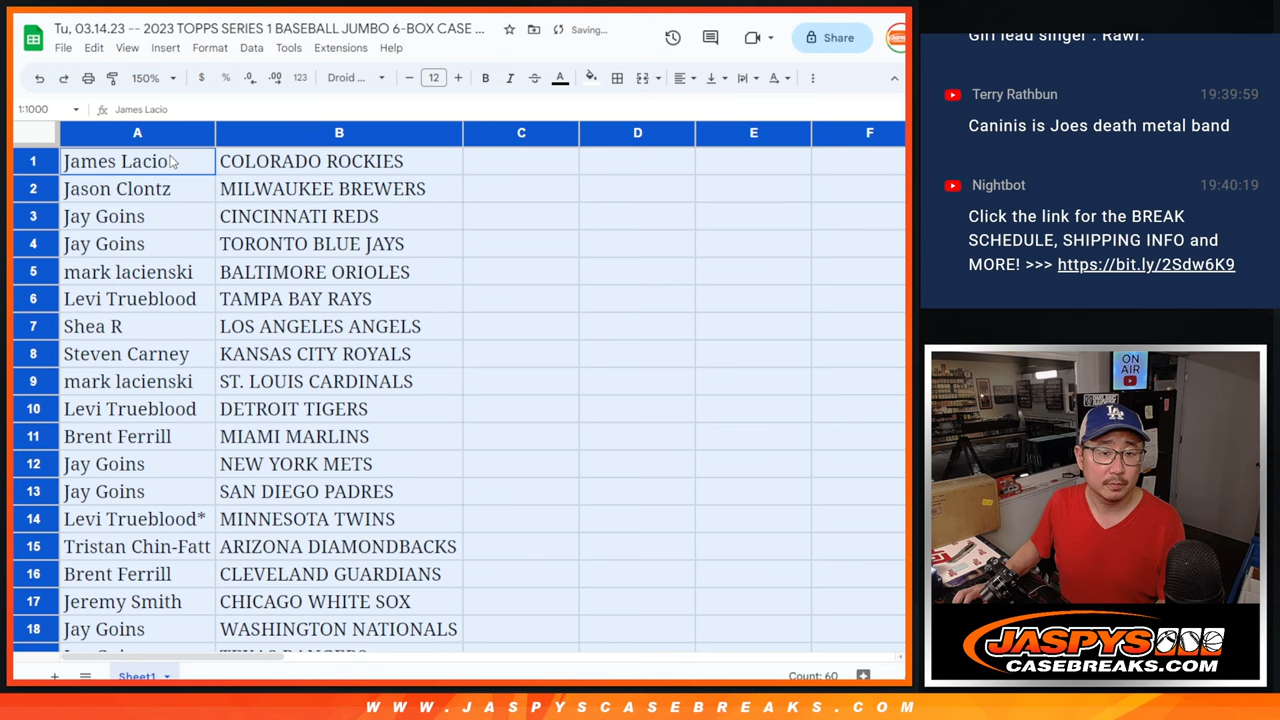 Tu, 03.14.23 -- 2023 TOPPS SERIES 1 BASEBALL JUMBO 6-BOX CASE ...
Saving...
File Edit View Insert Format Data Tools Extensions Help
Share
150% $ % .0 .00 123 Droid ... 12 B I A
1:1000 fx James Lacio
A B C D E F
1 James Lacio COLORADO ROCKIES
2 Jason Clontz MILWAUKEE BREWERS
3 Jay Goins CINCINNATI REDS
4 Jay Goins TORONTO BLUE JAYS
5 mark lacienski BALTIMORE ORIOLES
6 Levi Trueblood TAMPA BAY RAYS
7 Shea R LOS ANGELES ANGELS
8 Steven Carney KANSAS CITY ROYALS
9 mark lacienski ST. LOUIS CARDINALS
10 Levi Trueblood DETROIT TIGERS
11 Brent Ferrill MIAMI MARLINS
12 Jay Goins NEW YORK METS
13 Jay Goins SAN DIEGO PADRES
14 Levi Trueblood* MINNESOTA TWINS
15 Tristan Chin-Fatt ARIZONA DIAMONDBACKS
16 Brent Ferrill CLEVELAND GUARDIANS
17 Jeremy Smith CHICAGO WHITE SOX
18 Jay Goins WASHINGTON NATIONALS
Sheet1
Count: 60
Girl lead singer . Rawr.
Terry Rathbun 19:39:59
Caninis is Joes death metal band
Nightbot 19:40:19
Click the link for the BREAK
SCHEDULE, SHIPPING INFO and
MORE! >>> https://bit.ly/2Sdw6K9
ON
AIR
LA
JASPYS
CASEBREAKS.COM
WWW.JASPYSCASEBREAKS.COM